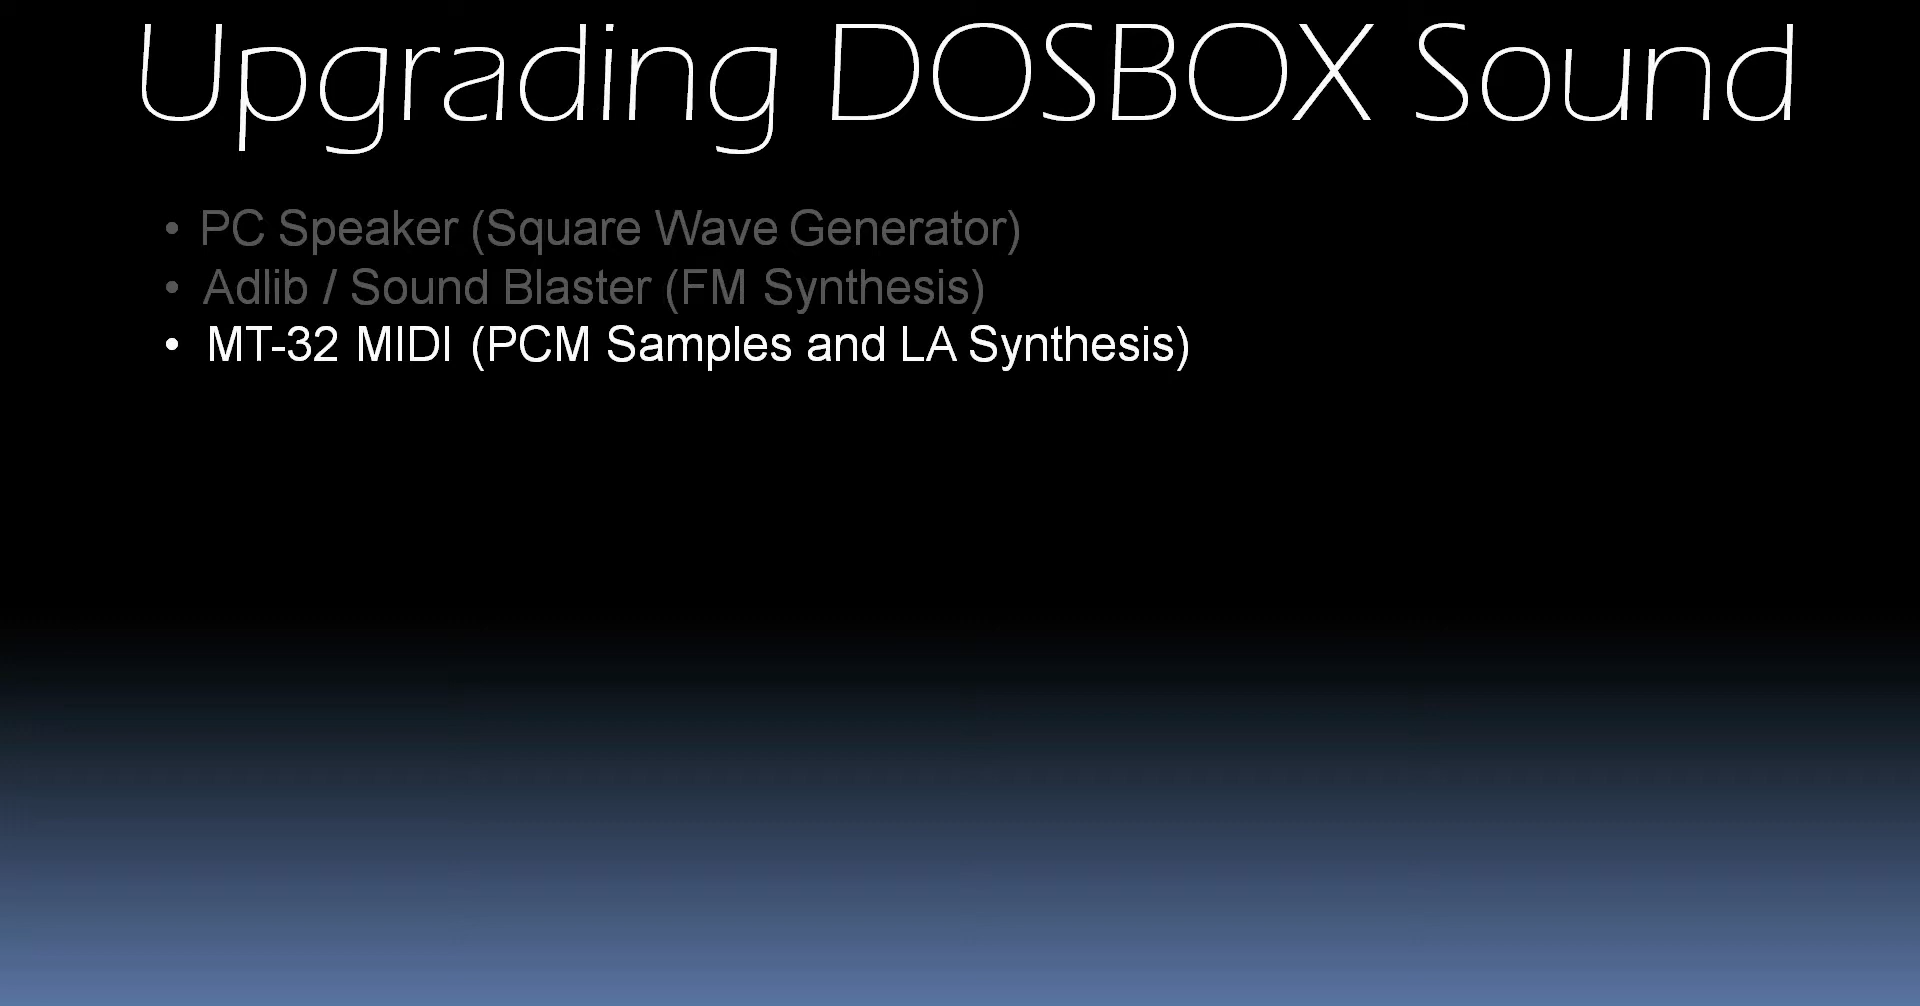 Upgrading DOSBOX Sound
• PC Speaker (Square Wave Generator)
• Adlib / Sound Blaster (FM Synthesis)
• MT-32 MIDI (PCM Samples and LA Synthesis)